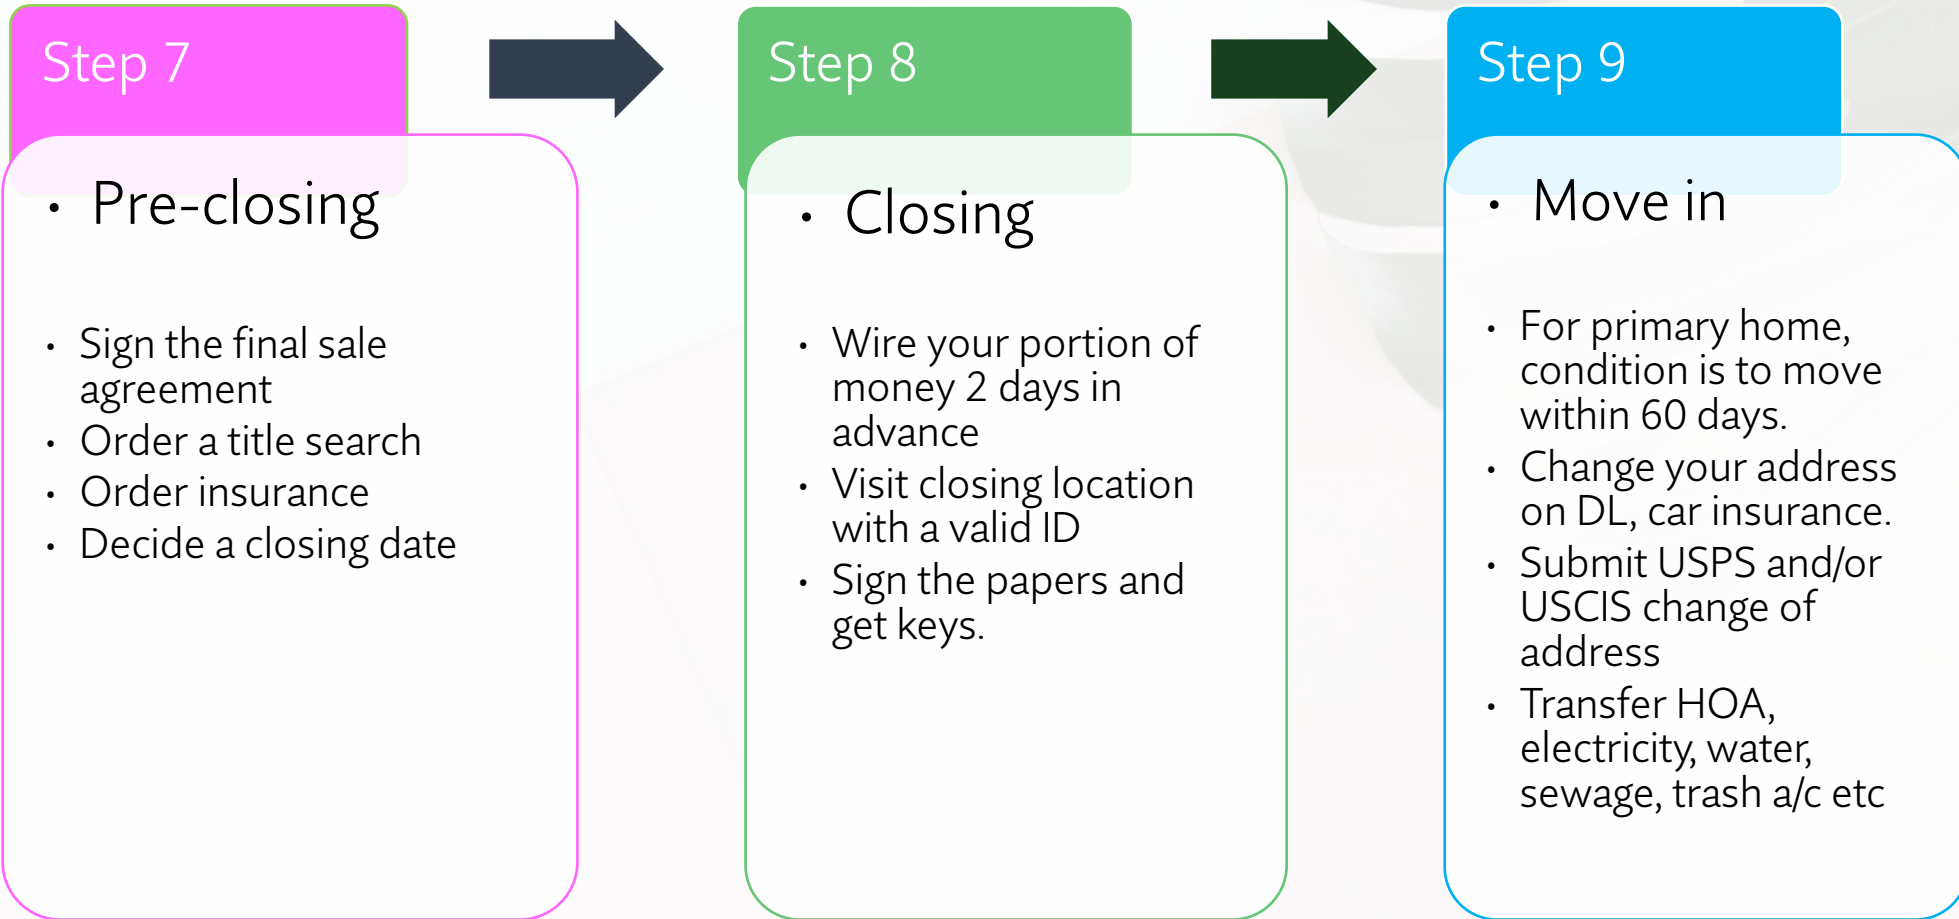 Step 7
• Pre-closing
• Sign the final sale
agreement
• Order a title search
• Order insurance
• Decide a closing date
Step 8
• Closing
• Wire your portion of
money 2 days in
advance
• Visit closing location
with a valid ID
• Sign the papers and
get keys.
Step 9
• Move in
• For primary home,
condition is to move
within 60 days.
• Change your address
on DL, car insurance.
• Submit USPS and/or
USCIS change of
address
• Transfer HOA,
electricity, water,
sewage, trash a/c etc